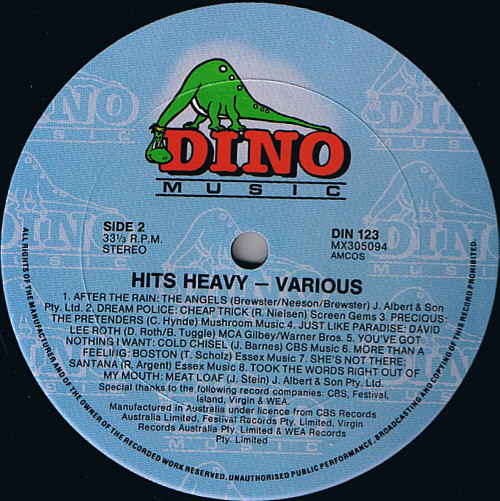 DINO
MUSIC
SIDE 2
33⅓ R.P.M.
STEREO
DIN 123
MX305094
AMCOS
HITS HEAVY – VARIOUS
1. AFTER THE RAIN: THE ANGELS (Brewster/Neeson/Brewster) J. Albert & Son
Pty. Ltd. 2. DREAM POLICE: CHEAP TRICK (R. Nielsen) Screen Gems 3. PRECIOUS:
THE PRETENDERS (C. Hynde) Mushroom Music 4. JUST LIKE PARADISE: DAVID
LEE ROTH (D. Roth/B. Tuggle) MCA Gilbey/Warner Bros. 5. YOU'VE GOT
NOTHING I WANT: COLD CHISEL (J. Barnes) CBS Music 6. MORE THAN A
FEELING: BOSTON (T. Scholz) Essex Music 7. SHE'S NOT THERE:
SANTANA (R. Argent) Essex Music 8. TOOK THE WORDS RIGHT OUT OF
MY MOUTH: MEAT LOAF (J. Stein) J. Albert & Son Pty. Ltd.
Special thanks to the following record companies: CBS, Festival,
Island, Virgin & WEA.
Manufactured in Australia under licence from CBS Records
Australia Limited, Festival Records Pty. Limited, Virgin
Records Australia Pty. Limited & WEA Records
Pty. Limited
ALL RIGHTS OF THE MANUFACTURER AND OF THE OWNER OF THE RECORDED WORK RESERVED. UNAUTHORISED PUBLIC PERFORMANCE, BROADCASTING AND COPYING OF THIS RECORD PROHIBITED.
DINO
MUSIC
DINO
MUSIC
DINO
MUSIC